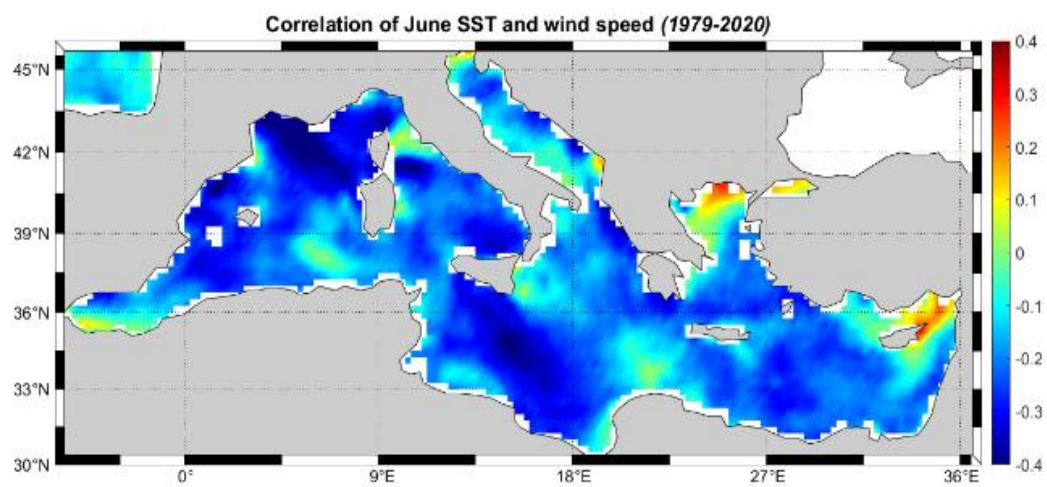 Correlation of June SST and wind speed (1979-2020)
45°N
42°N
39°N
36°N
33°N
30°N
0°
9°E
18°E
27°E
36°E
0.4
0.3
0.2
0.1
0
-0.1
-0.2
-0.3
-0.4